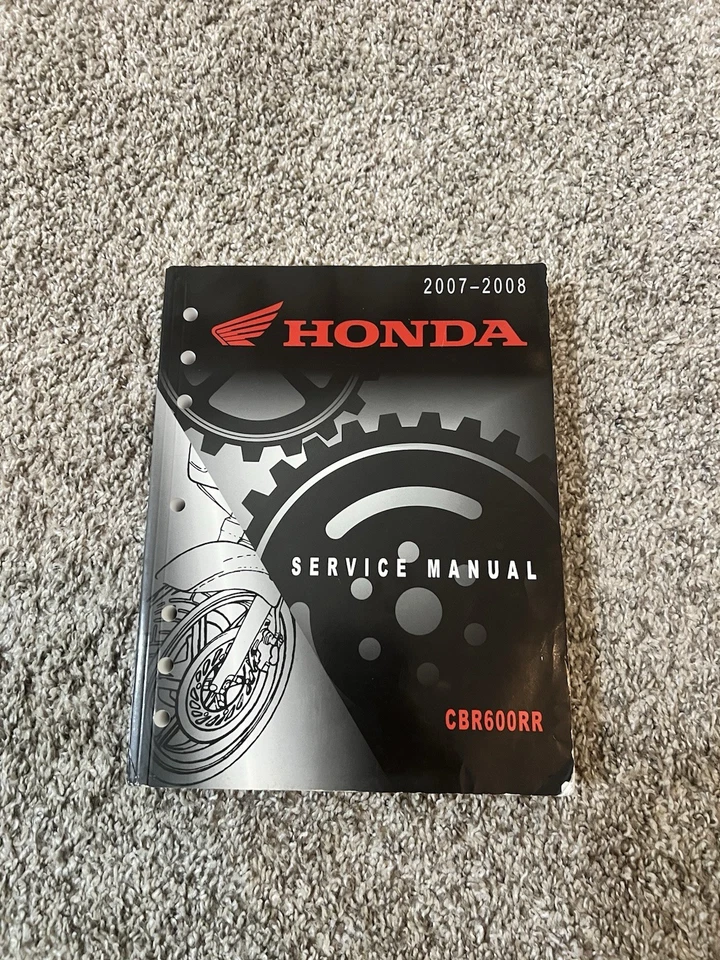 2007-2008
HONDA
SERVICE MANUAL
CBR600RR